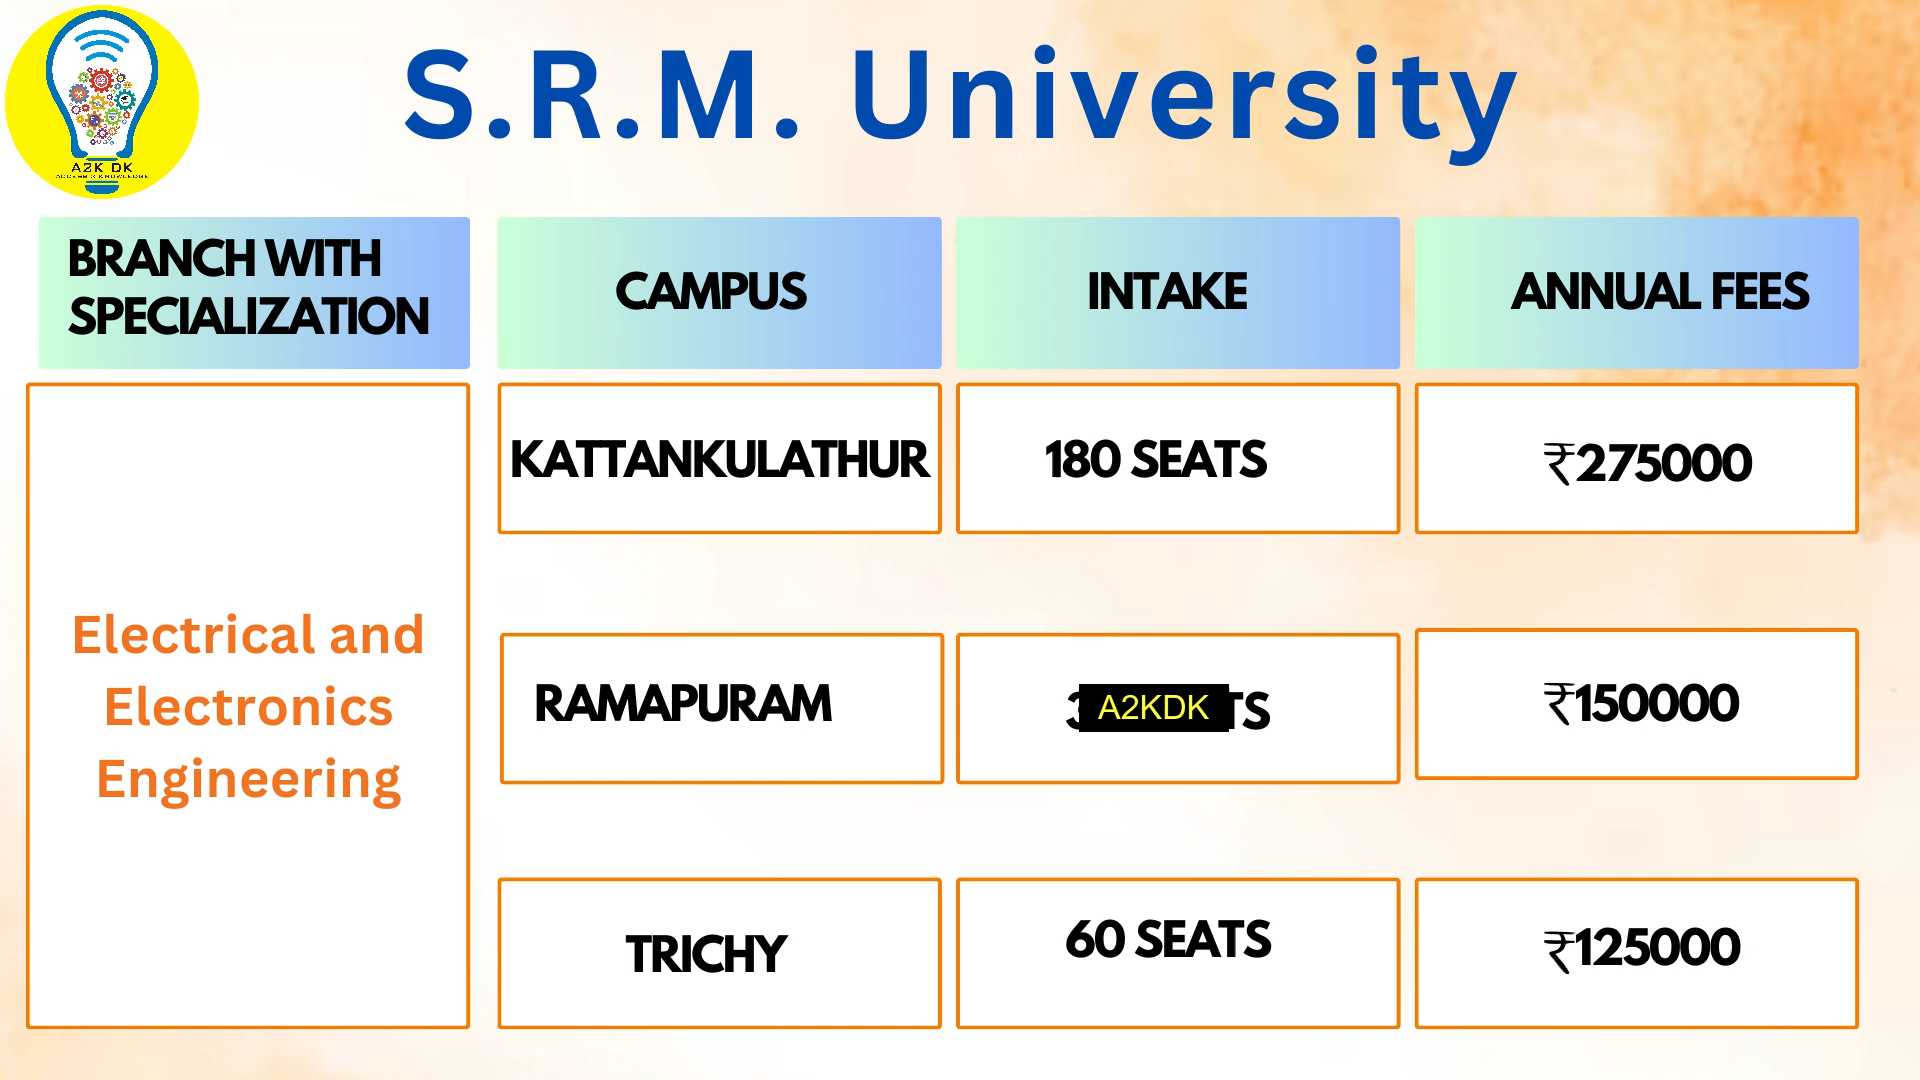 A2K DK
S.R.M. University
BRANCH WITH
SPECIALIZATION
CAMPUS
INTAKE
ANNUAL FEES
KATTANKULATHUR
180 SEATS
₹275000
Electrical and
Electronics
Engineering
RAMAPURAM
A2KDK
₹150000
TRICHY
60 SEATS
₹125000